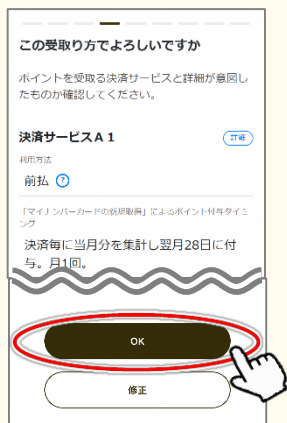 この受取り方でよろしいですか
ポイントを受取る決済サービスと詳細が意図し
たものか確認してください。
決済サービスA1
詳細
利用方法
前払 ?
「マイナンバーカードの新規取得」によるポイント付与タイミ
ング
決済毎に当月分を集計し翌月28日に付
与。月1回。
OK
修正